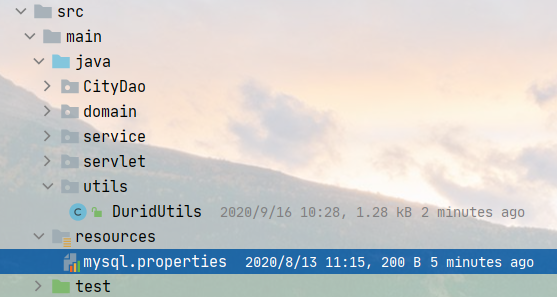 src
main
java
CityDao
domain
service
servlet
utils
C DuridUtils 2020/9/16 10:28, 1.28 kB 2 minutes ago
resources
mysql.properties 2020/8/13 11:15, 200 B 5 minutes ago
test